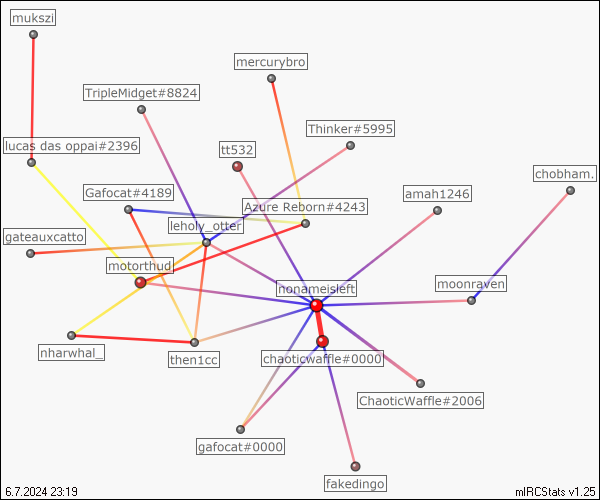 mukszi
mercurybro
TripleMidget#8824
Thinker#5995
lucas das oppai#2396
tt532
chobham.
Gafocat#4189
amah1246
Azure Reborn#4243
leholy_otter
gateauxcatto
motorthud
moonraven
nonameisleft
nharwhal_
then1cc
chaoticwaffle#0000
ChaoticWaffle#2006
gafocat#0000
fakedingo
6.7.2024 23:19
mIRCStats v1.25